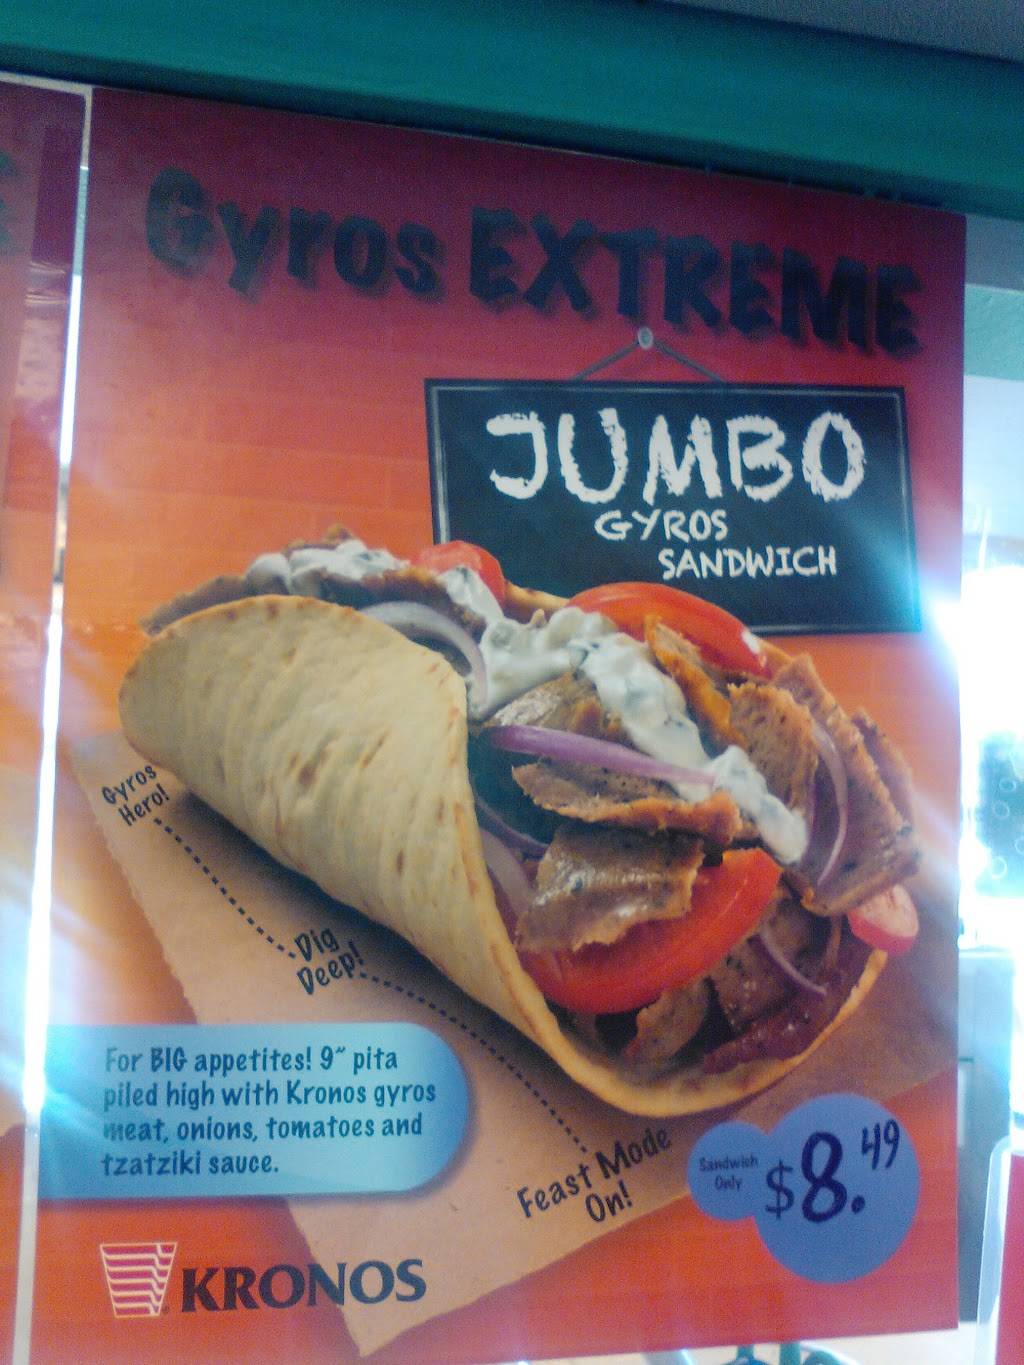 Gyros EXTREME
JUMBO
GYROS
SANDWICH
Gyros
Hero!
Dig
Deep!
For BIG appetites! 9" pita
piled high with Kronos gyros
meat, onions, tomatoes and
tzatziki sauce.
Feast Mode
On!
Sandwich
Only
$8.49
KRONOS